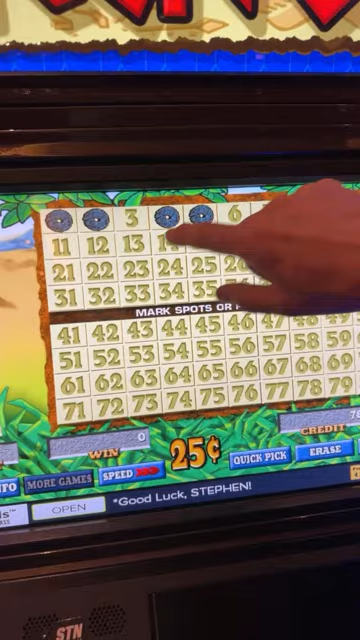 3 6
11 12 13
21 22 23 24 25
31 32 33 34 35
MARK SPOTS OR
41 42 43 44 45 46 47 48 49
51 52 53 54 55 56 57 58 59
61 62 63 64 65 66 67 68 69
71 72 73 74 75 76 77 78 79
0
WIN
25¢
CREDIT
MORE GAMES
SPEED
QUICK PICK
ERASE
OPEN
*Good Luck, STEPHEN!
STN